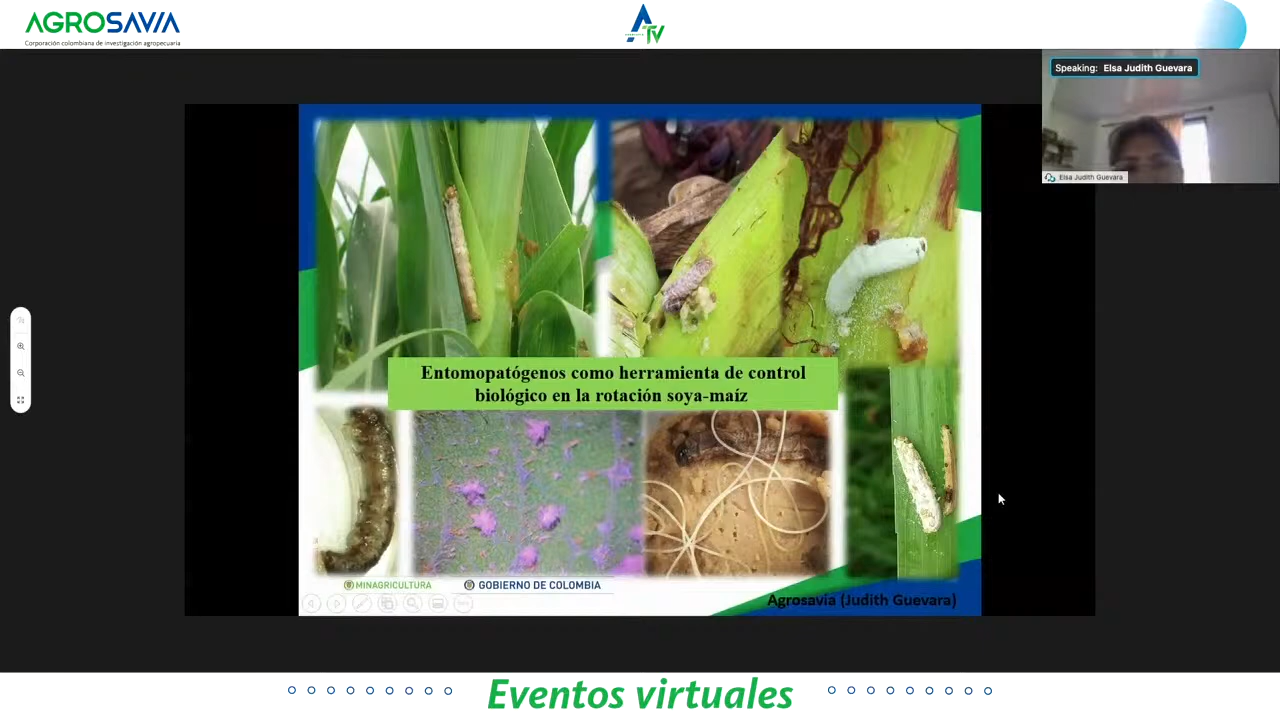 AGROSAVIA
Corporación colombiana de investigación agropecuaria
TV
Speaking: Elsa Judith Guevara
Elsa Judith Guevara
Entomopatógenos como herramienta de control
biológico en la rotación soya-maíz
MINAGRICULTURA
GOBIERNO DE COLOMBIA
Agrosavia (Judith Guevara)
Eventos virtuales